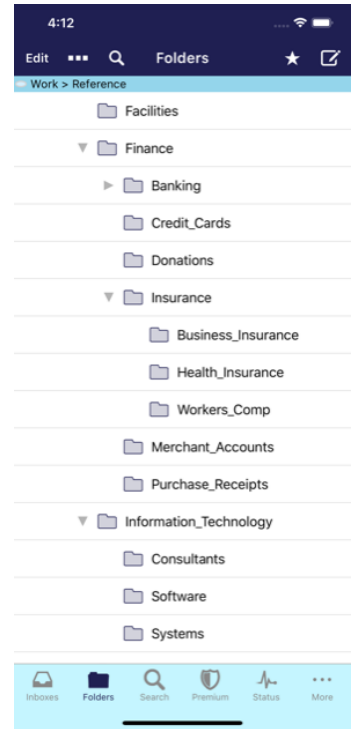 4:12
Edit Folders
Work > Reference
Facilities
Finance
Banking
Credit_Cards
Donations
Insurance
Business_Insurance
Health_Insurance
Workers_Comp
Merchant_Accounts
Purchase_Receipts
Information_Technology
Consultants
Software
Systems
Inboxes Folders Search Premium Status More